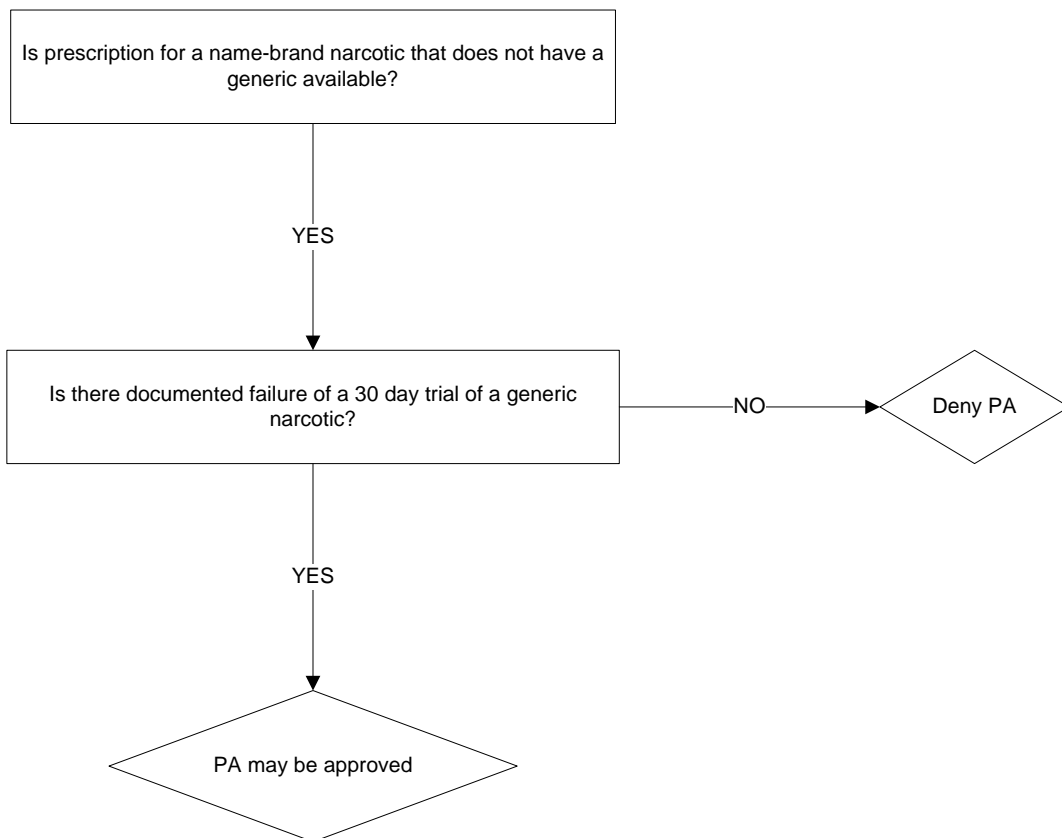 Is prescription for a name-brand narcotic that does not have a
generic available?
YES
Is there documented failure of a 30 day trial of a generic
narcotic?
NO
Deny PA
YES
PA may be approved